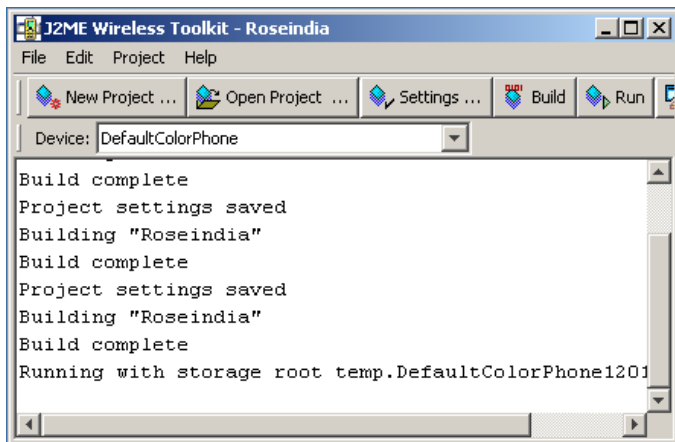 J2ME Wireless Toolkit - Roseindia
File Edit Project Help
New Project ... Open Project ... Settings ... Build Run
Device: DefaultColorPhone
Build complete
Project settings saved
Building "Roseindia"
Build complete
Project settings saved
Building "Roseindia"
Build complete
Running with storage root temp.DefaultColorPhone1201